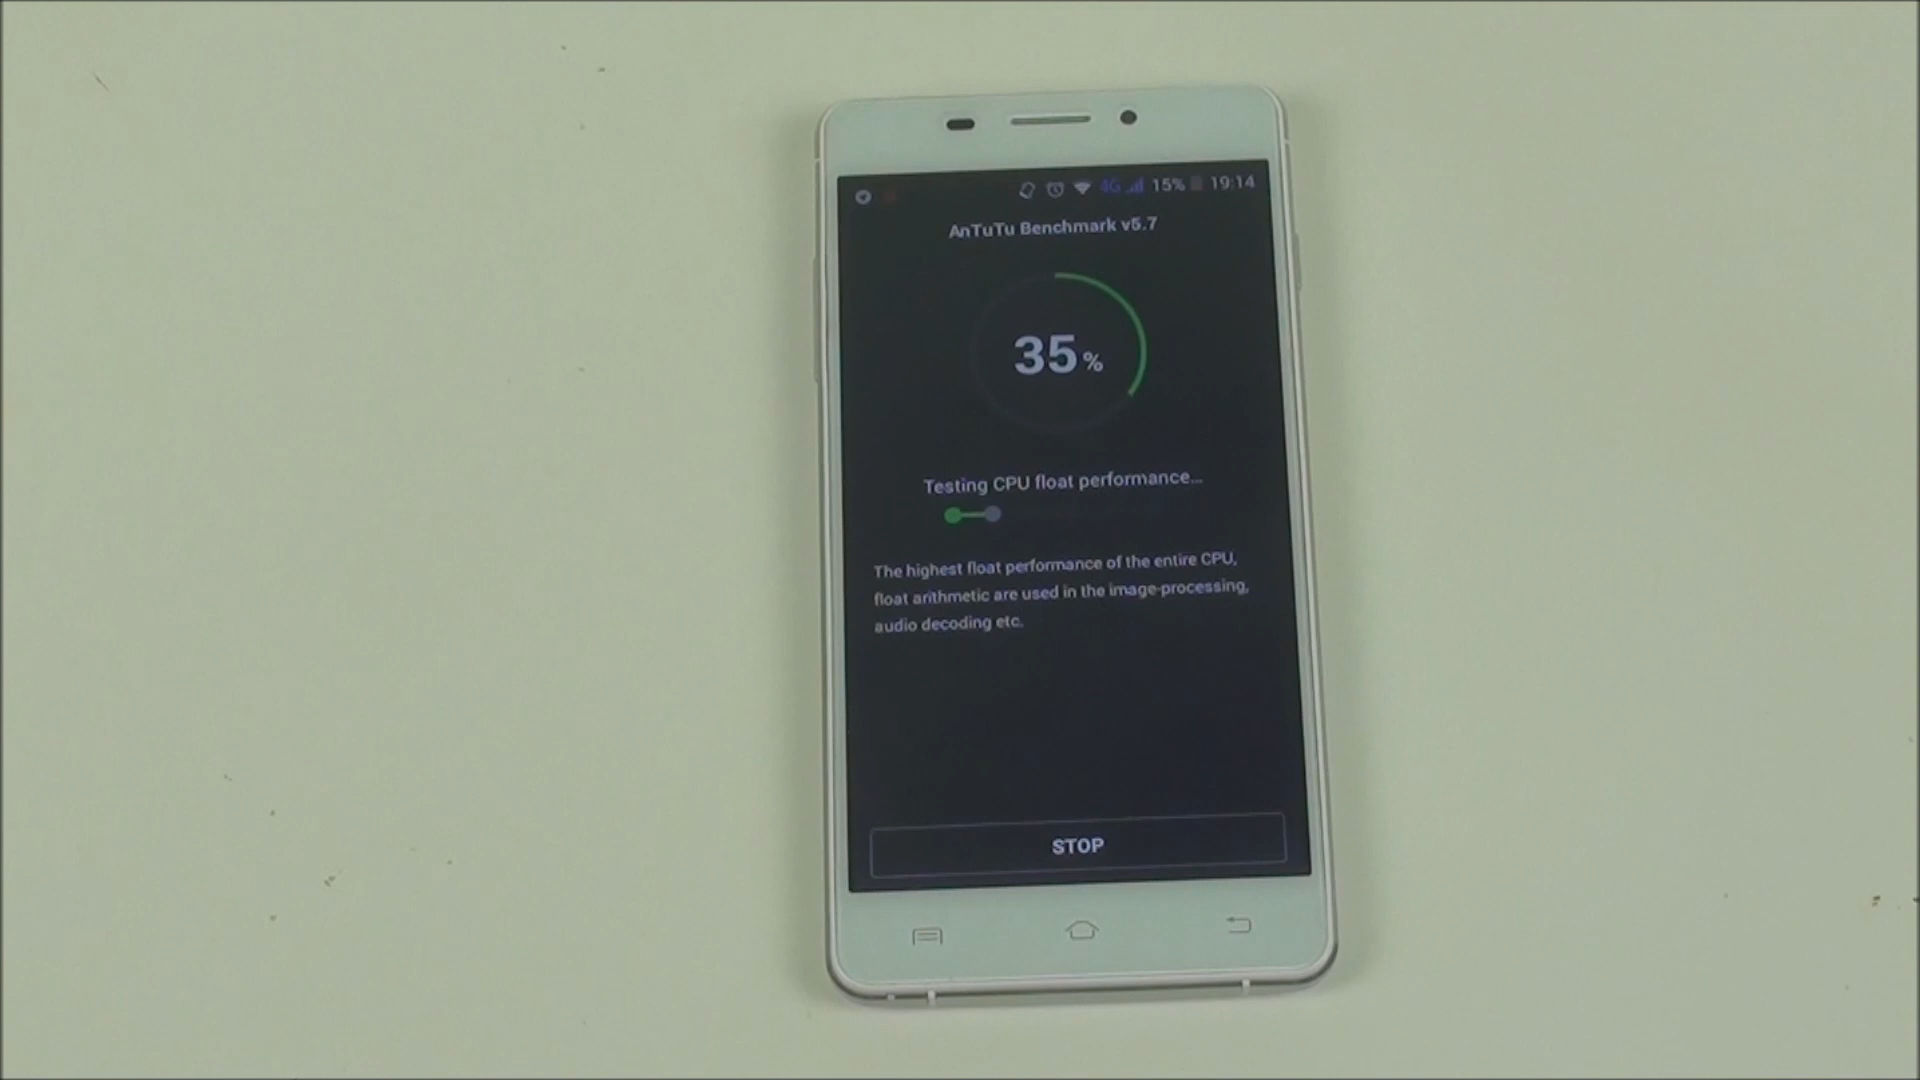 4G 15% 19:14
AnTuTu Benchmark v5.7
35%
Testing CPU float performance...
The highest float performance of the entire CPU,
float arithmetic are used in the image-processing,
audio decoding etc.
STOP